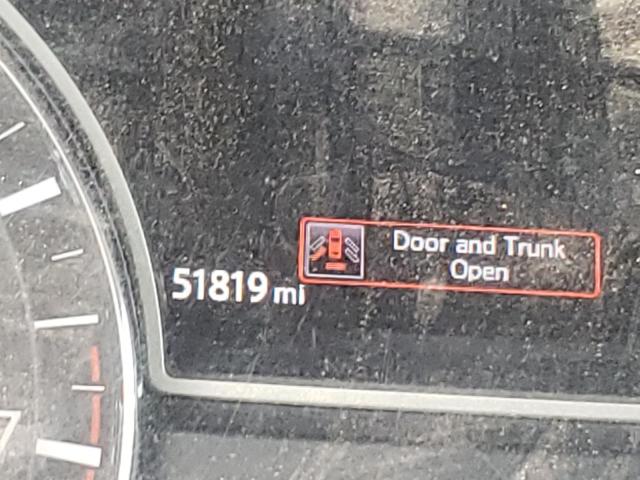 Door and Trunk
Open
51819 mi